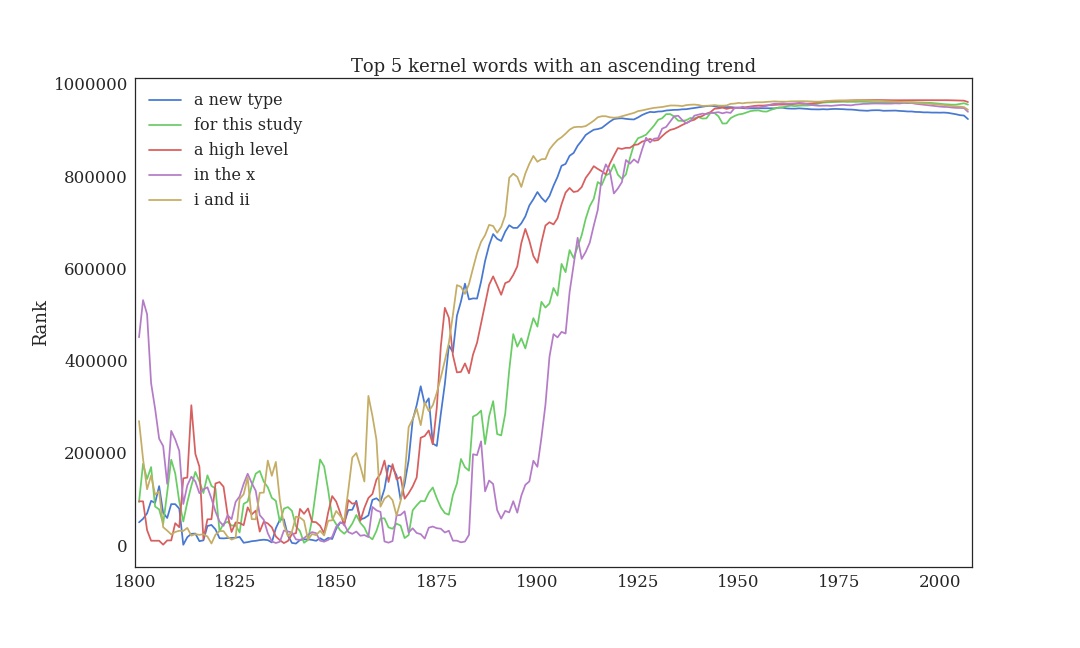 Top 5 kernel words with an ascending trend
1000000
800000
600000
400000
200000
0
Rank
a new type
for this study
a high level
in the x
i and ii
1800 1825 1850 1875 1900 1925 1950 1975 2000